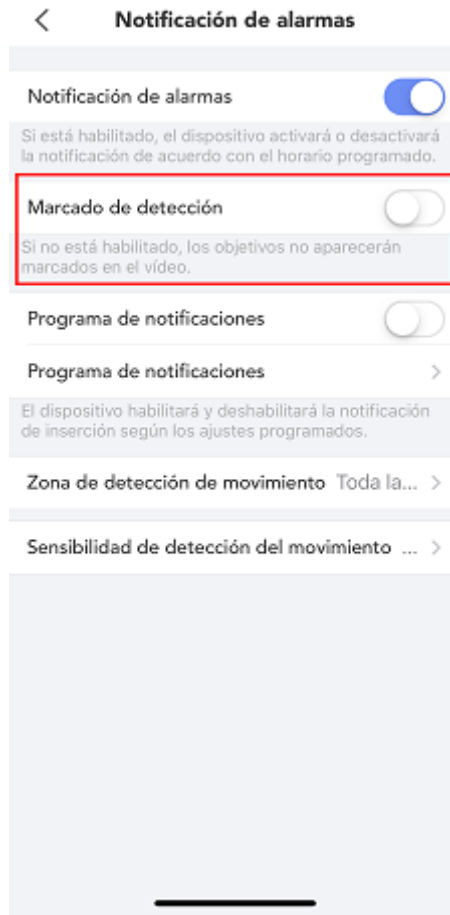 Notificación de alarmas
Notificación de alarmas
Si está habilitado, el dispositivo activará o desactivará
la notificación de acuerdo con el horario programado.
Marcado de detección
Si no está habilitado, los objetivos no aparecerán
marcados en el vídeo.
Programa de notificaciones
Programa de notificaciones
El dispositivo habilitará y deshabilitará la notificación
de inserción según los ajustes programados.
Zona de detección de movimiento Toda la...
Sensibilidad de detección del movimiento ...